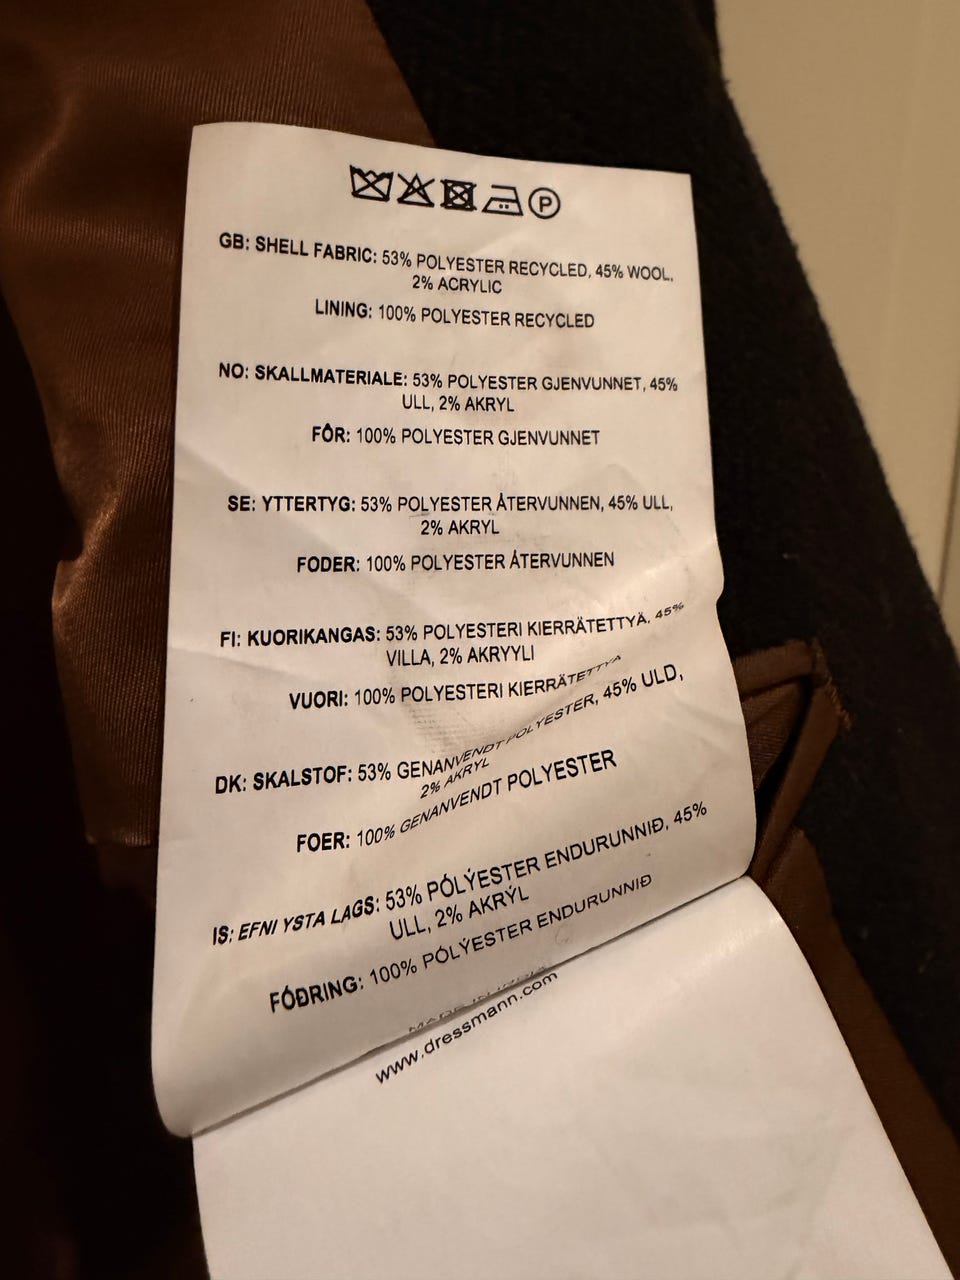 P
GB: SHELL FABRIC: 53% POLYESTER RECYCLED, 45% WOOL,
2% ACRYLIC
LINING: 100% POLYESTER RECYCLED
NO: SKALLMATERIALE: 53% POLYESTER GJENVUNNET, 45%
ULL, 2% AKRYL
FÔR: 100% POLYESTER GJENVUNNET
SE: YTTERTYG: 53% POLYESTER ÅTERVUNNEN, 45% ULL,
2% AKRYL
FODER: 100% POLYESTER ÅTERVUNNEN
FI: KUORIKANGAS: 53% POLYESTERI KIERRÄTETTYÄ, 45%
VILLA, 2% AKRYYLI
VUORI: 100% POLYESTERI KIERRÄTETTYÄ
DK: SKALSTOF: 53% GENANVENDT POLYESTER, 45% ULD,
2% AKRYL
FOER: 100% GENANVENDT POLYESTER
IS: EFNI YSTA LAGS: 53% PÓLÝESTER ENDURUNNIÐ, 45%
ULL, 2% AKRÝL
FÓÐRING: 100% PÓLÝESTER ENDURUNNIÐ
MADE IN
www.dressmann.com